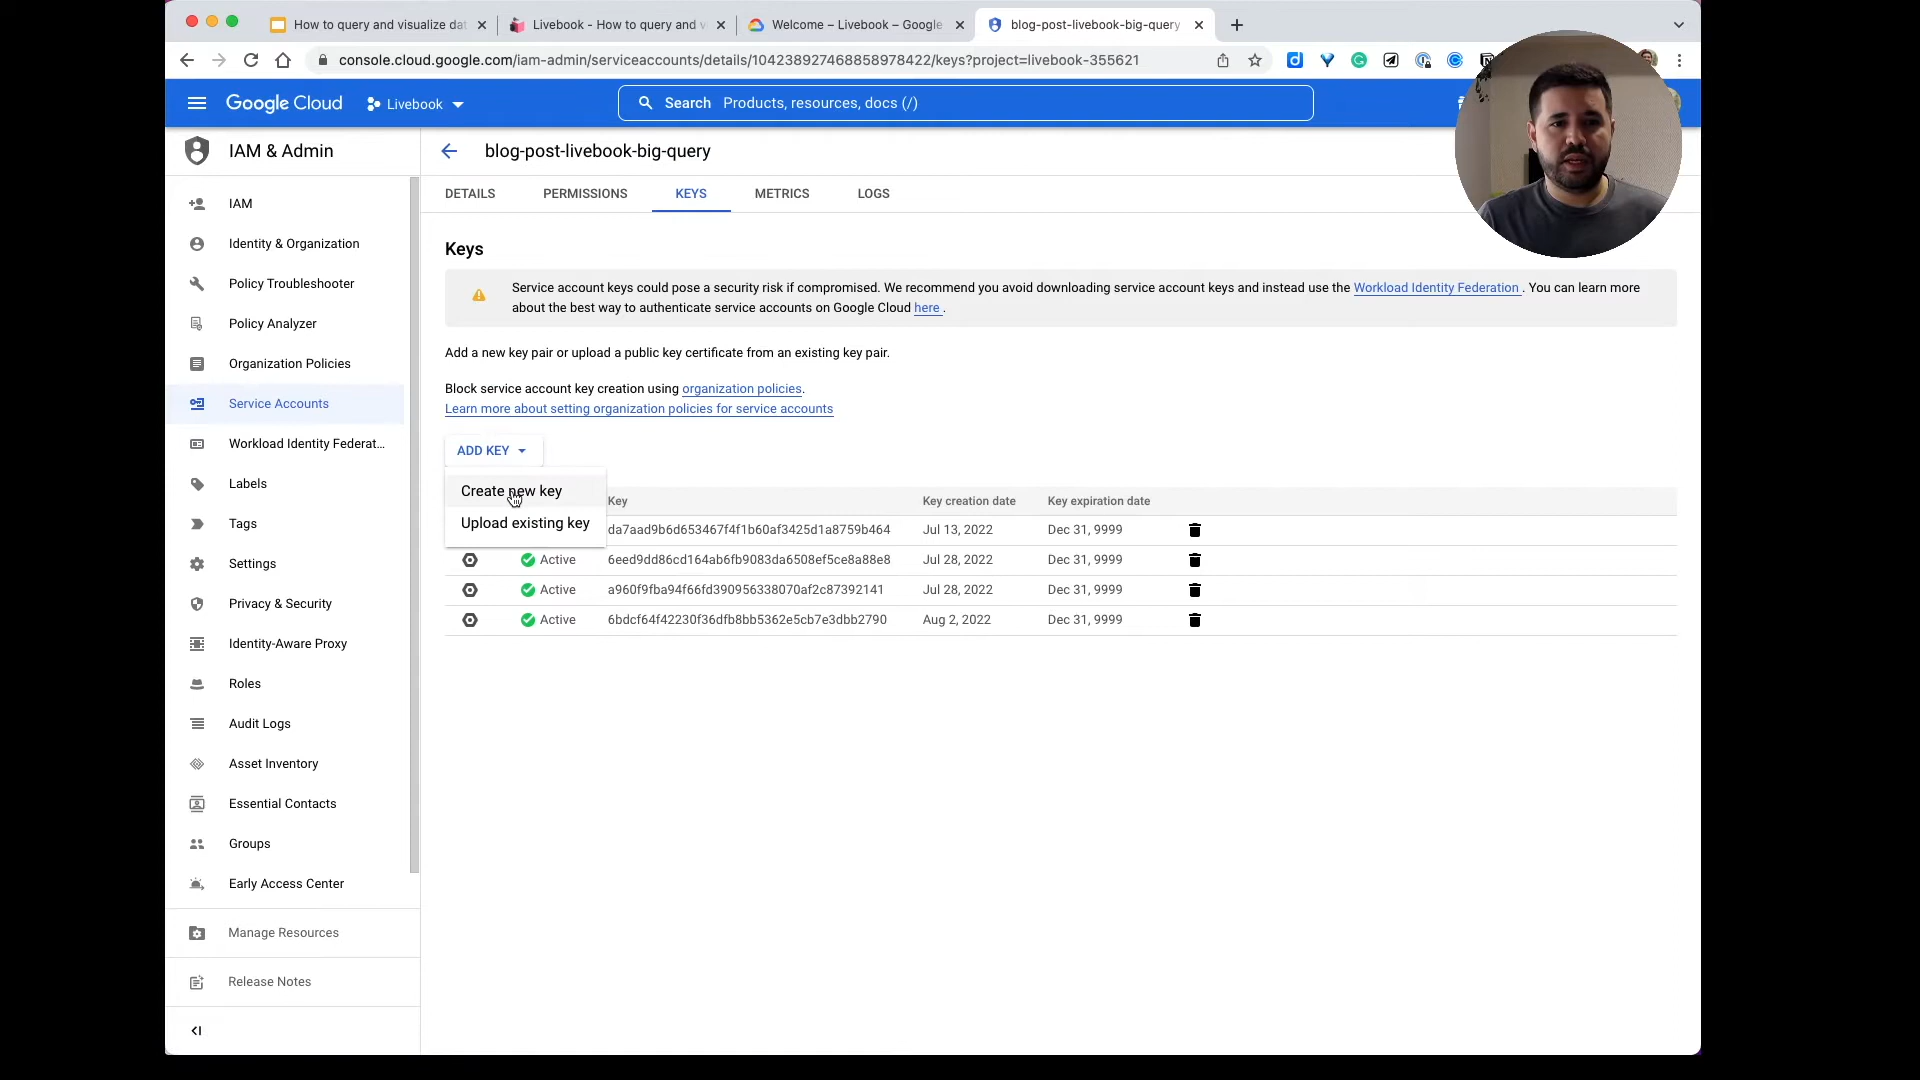 How to query and visualize dat
Livebook - How to query and v
Welcome – Livebook – Google
blog-post-livebook-big-query
console.cloud.google.com/iam-admin/serviceaccounts/details/104238927468858978422/keys?project=livebook-355621
Google Cloud
Livebook
Search Products, resources, docs (/)
IAM & Admin
blog-post-livebook-big-query
DETAILS
PERMISSIONS
KEYS
METRICS
LOGS
IAM
Identity & Organization
Policy Troubleshooter
Policy Analyzer
Organization Policies
Service Accounts
Workload Identity Federat...
Labels
Tags
Settings
Privacy & Security
Identity-Aware Proxy
Roles
Audit Logs
Asset Inventory
Essential Contacts
Groups
Early Access Center
Manage Resources
Release Notes
Keys
Service account keys could pose a security risk if compromised. We recommend you avoid downloading service account keys and instead use the Workload Identity Federation . You can learn more
about the best way to authenticate service accounts on Google Cloud here .
Add a new key pair or upload a public key certificate from an existing key pair.
Block service account key creation using organization policies.
Learn more about setting organization policies for service accounts
ADD KEY
Create new key
Upload existing key
Key Key creation date Key expiration date
da7aad9b6d653467f4f1b60af3425d1a8759b464 Jul 13, 2022 Dec 31, 9999
Active 6eed9dd86cd164ab6fb9083da6508ef5ce8a88e8 Jul 28, 2022 Dec 31, 9999
Active a960f9fba94f66fd390956338070af2c87392141 Jul 28, 2022 Dec 31, 9999
Active 6bdcf64f42230f36dfb8bb5362e5cb7e3dbb2790 Aug 2, 2022 Dec 31, 9999